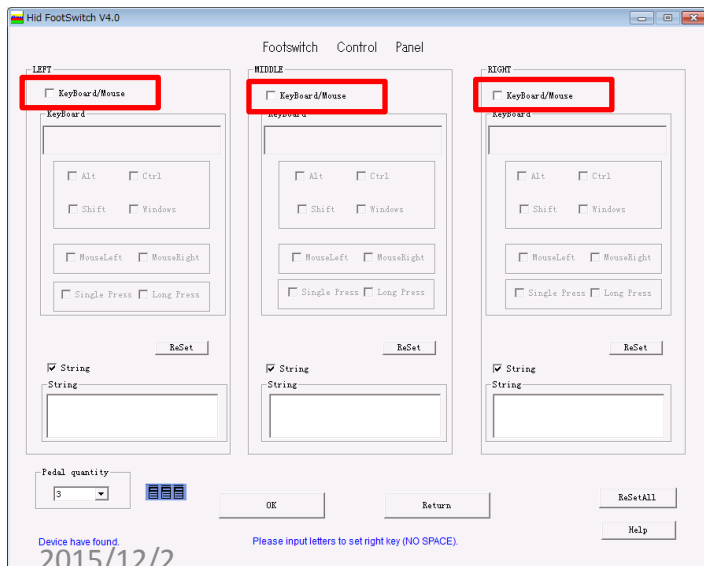 Hid FootSwitch V4.0
Footswitch Control Panel
LEFT
KeyBoard/Mouse
KeyBoard
Alt Ctrl
Shift Windows
MouseLeft MouseRight
Single Press Long Press
ReSet
String
String
MIDDLE
KeyBoard/Mouse
KeyBoard
Alt Ctrl
Shift Windows
MouseLeft MouseRight
Single Press Long Press
ReSet
String
String
RIGHT
KeyBoard/Mouse
KeyBoard
Alt Ctrl
Shift Windows
MouseLeft MouseRight
Single Press Long Press
ReSet
String
String
Pedal quantity
3
OK
Return
ReSetAll
Help
Device have found.
Please input letters to set right key (NO SPACE).
2015/12/2